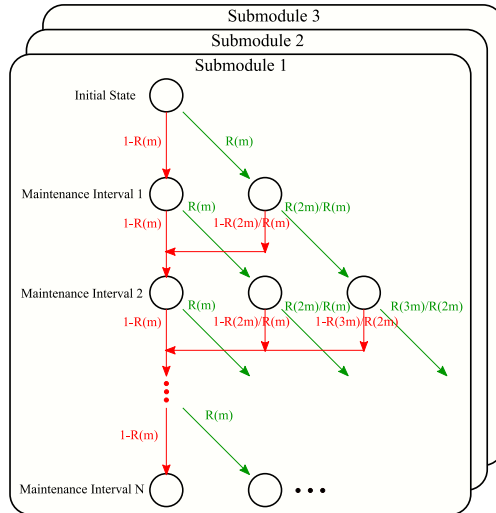 Submodule 3
Submodule 2
Submodule 1
Initial State
1-R(m)
R(m)
Maintenance Interval 1
1-R(m)
R(m)
1-R(2m)/R(m)
R(2m)/R(m)
Maintenance Interval 2
1-R(m)
R(m)
1-R(2m)/R(m)
R(2m)/R(m)
1-R(3m)/R(2m)
R(3m)/R(2m)
1-R(m)
R(m)
Maintenance Interval N